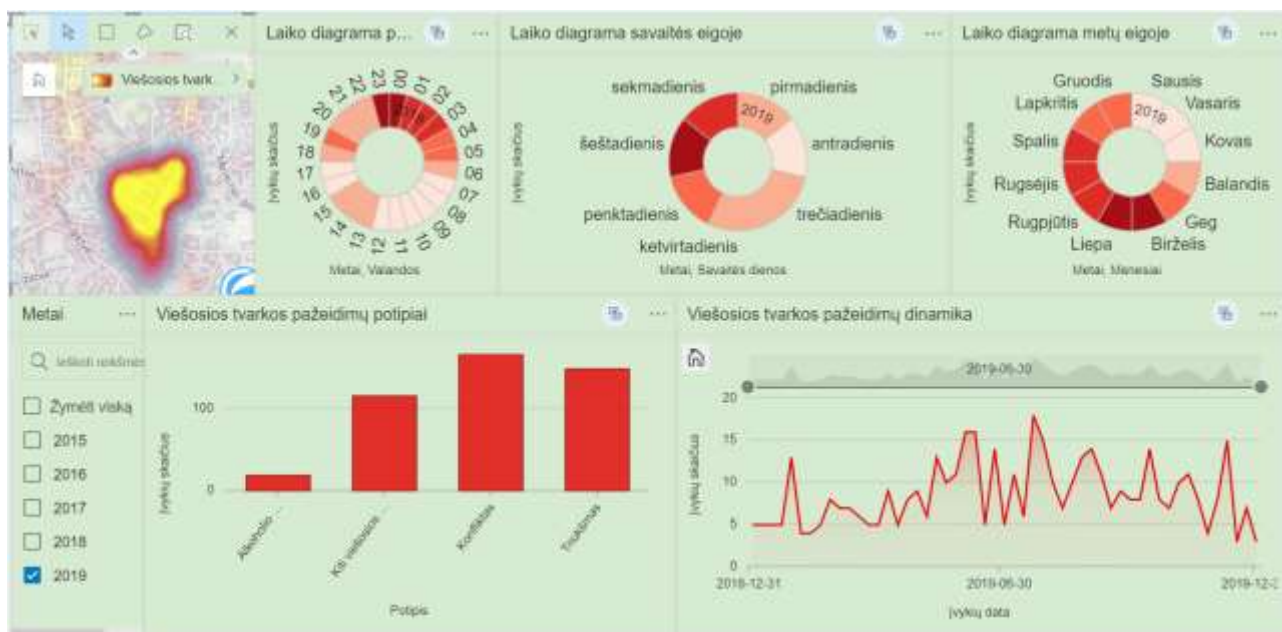 Laiko diagrama p...
Laiko diagrama savaitės eigoje
Laiko diagrama metų eigoje
Viešosios tvark
23 00 01 02 03 04 05 06 07 08 09 10 11 12 13 14 15 16 17 18 19 20 21 22
2019
Įvykių skaičius
Metai, Valandos
sekmadienis
pirmadienis
2019
šeštadienis
antradienis
penktadienis
trečiadienis
ketvirtadienis
Įvykių skaičius
Metai, Savaitės dienos
Gruodis
Sausis
Lapkritis
2019
Vasaris
Spalis
Kovas
Rugsėjis
Balandis
Rugpjūtis
Geg
Liepa
Birželis
Įvykių skaičius
Metai, Mėnesiai
Metai
Ieškoti reikšmės
Žymėti viską
2015
2016
2017
2018
2019
Viešosios tvarkos pažeidimų potipiai
100
0
Įvykių skaičius
Alkoholio ...
Kiti viešosios ...
Konfliktas
Triukšmas
Potipis
Viešosios tvarkos pažeidimų dinamika
2019-06-30
20
15
10
5
0
Įvykių skaičius
2018-12-31
2019-06-30
2019-12-
Įvykių data